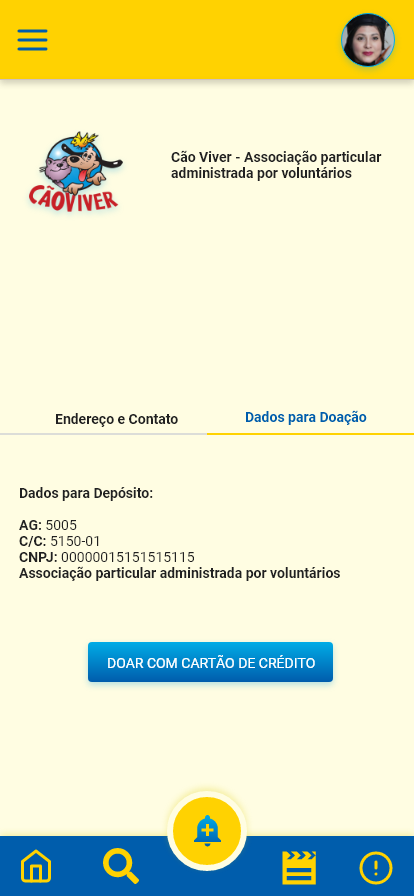 CÃOVIVER
Cão Viver - Associação particular
administrada por voluntários
Endereço e Contato
Dados para Doação
Dados para Depósito:
AG: 5005
C/C: 5150-01
CNPJ: 00000015151515115
Associação particular administrada por voluntários
DOAR COM CARTÃO DE CRÉDITO